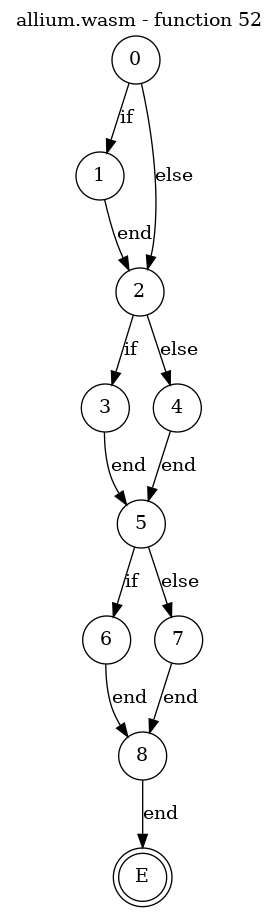 allium.wasm - function 52
0
if
1
else
end
2
if
else
3
4
end
end
5
if
else
6
7
end
end
8
end
E